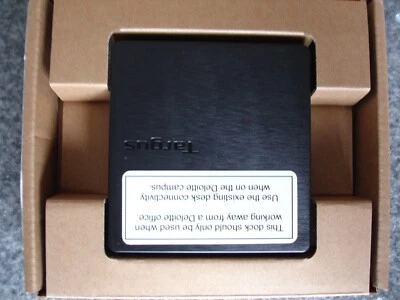 This dock should only be used when
working away from a Deloitte office.
Use the existing desk connectivity
when on the Deloitte campus.
Targus